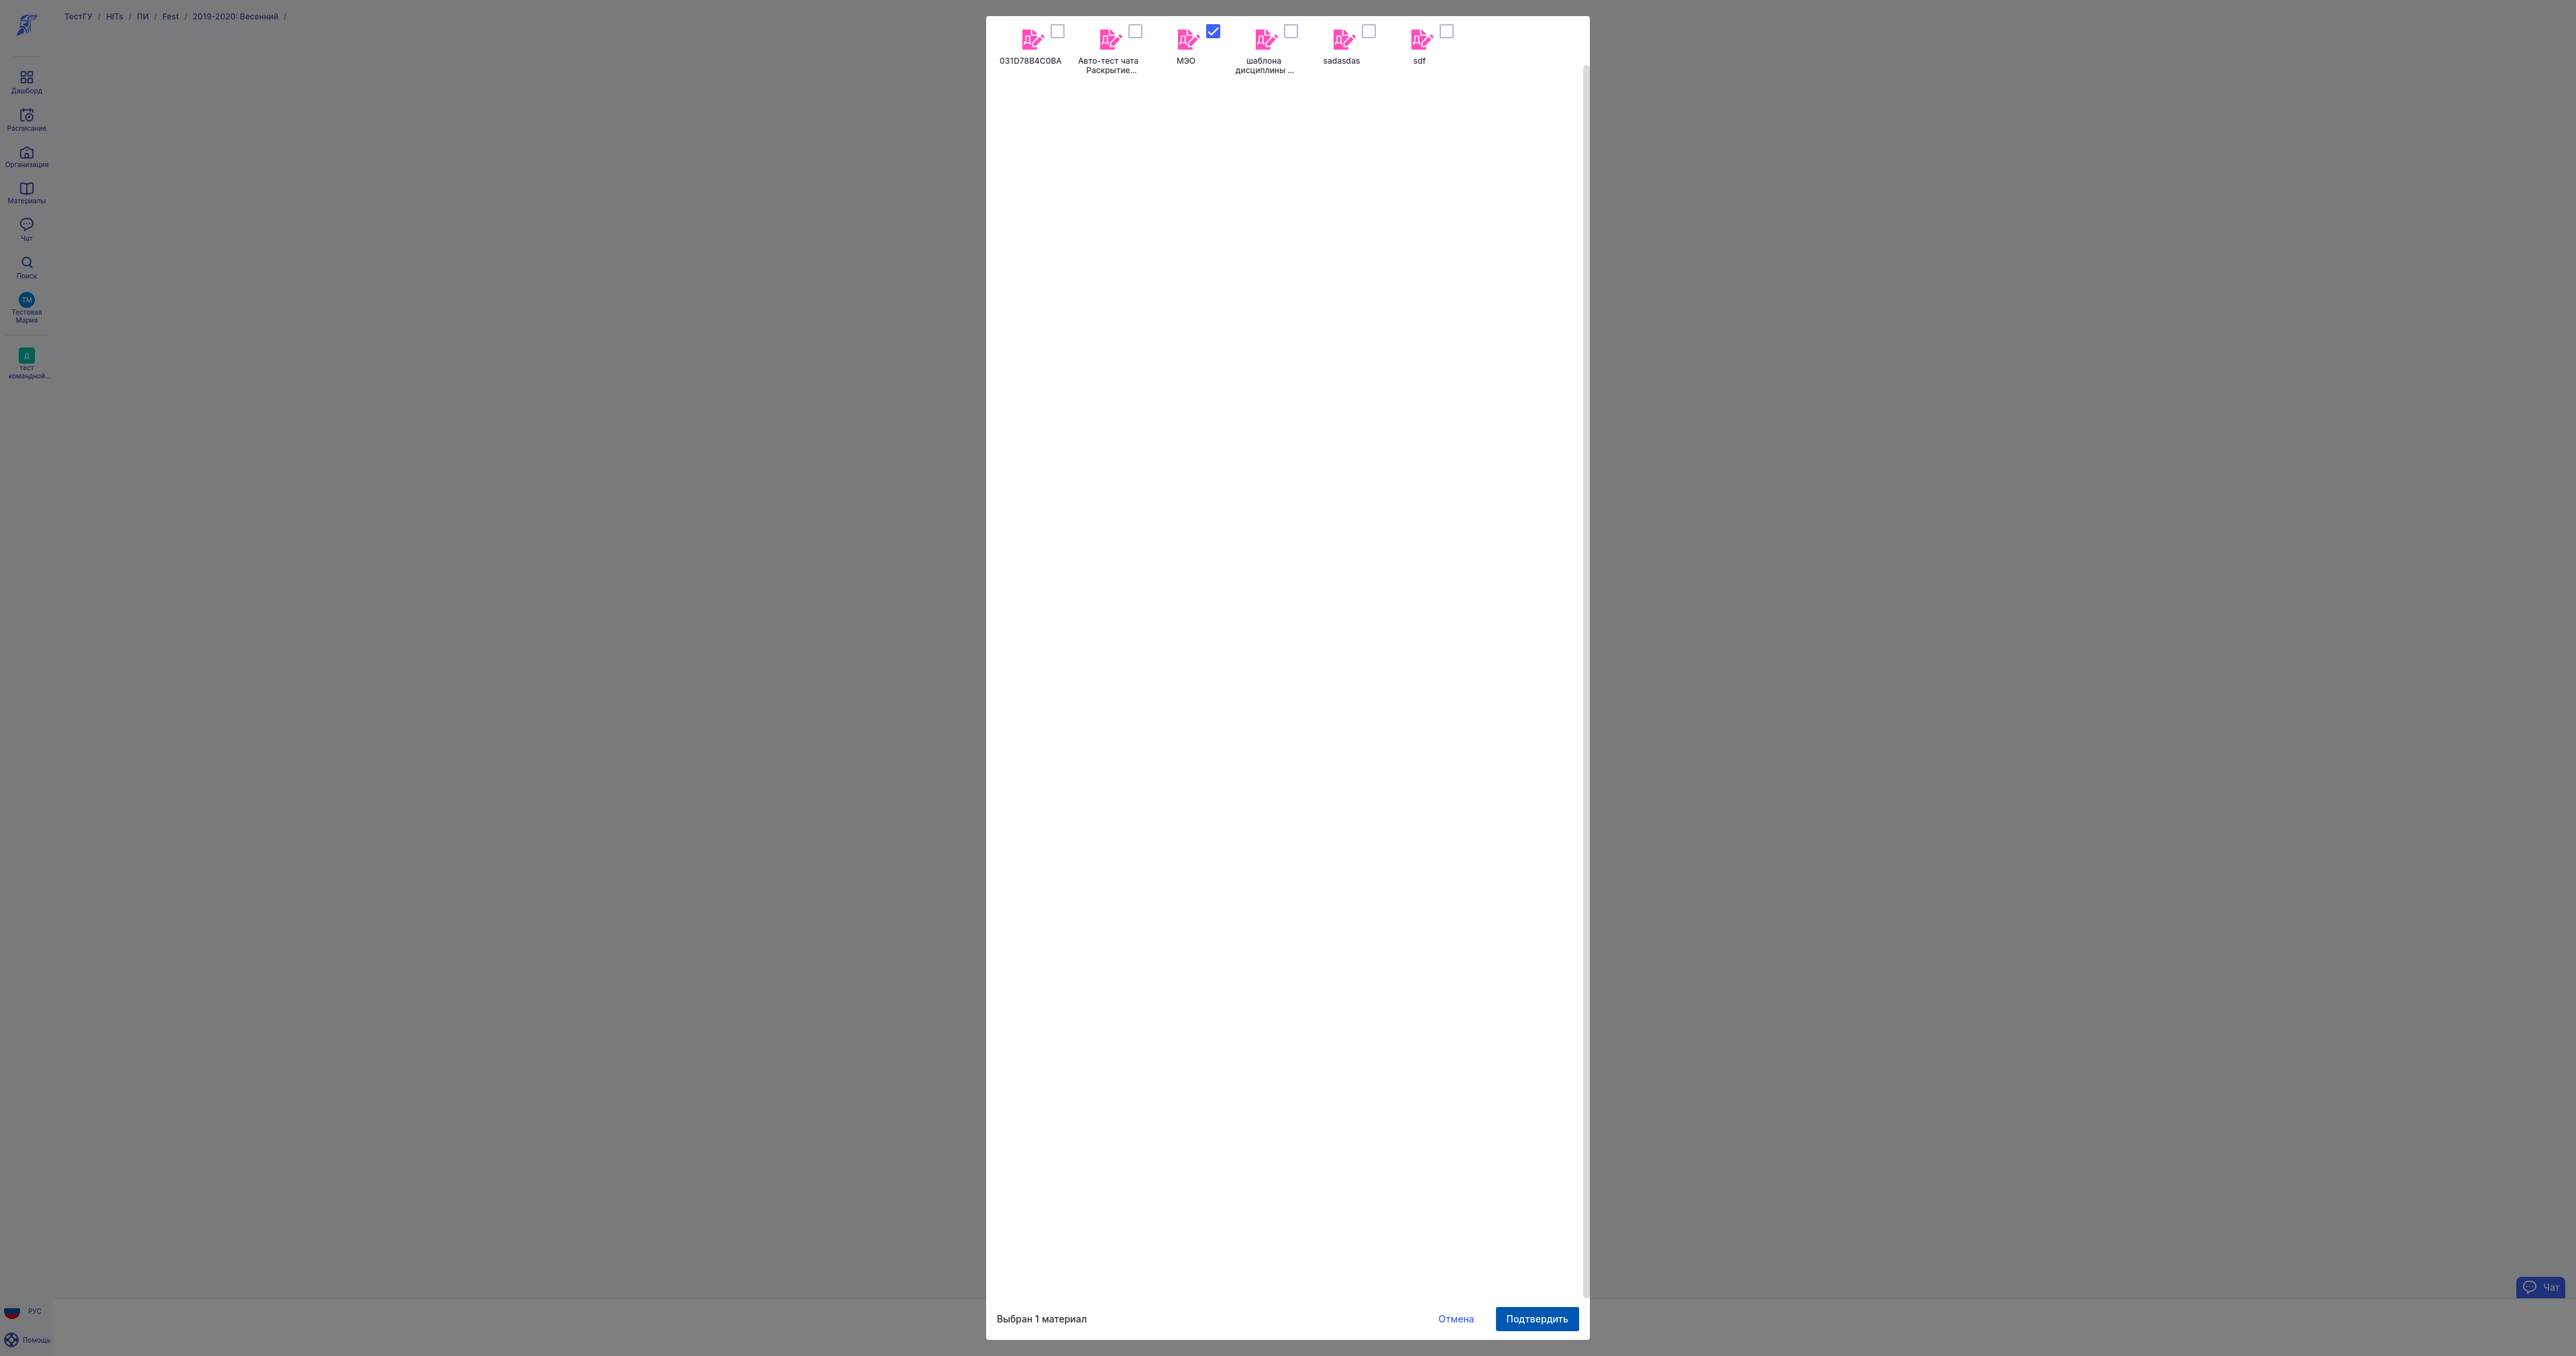 ТестГУ / HITs / ПИ / Fest / 2019-2020: Весенний /
Дашборд
Расписание
Организация
Материалы
Чат
Поиск
ТМ
Тестовая
Мария
Д
тест
командной...
РУС
Помощь
031D78B4C0BA
Авто-тест чата
Раскрытие...
МЭО
шаблона
дисциплины ...
sadasdas
sdf
Выбран 1 материал
Отмена
Подтвердить
Чат